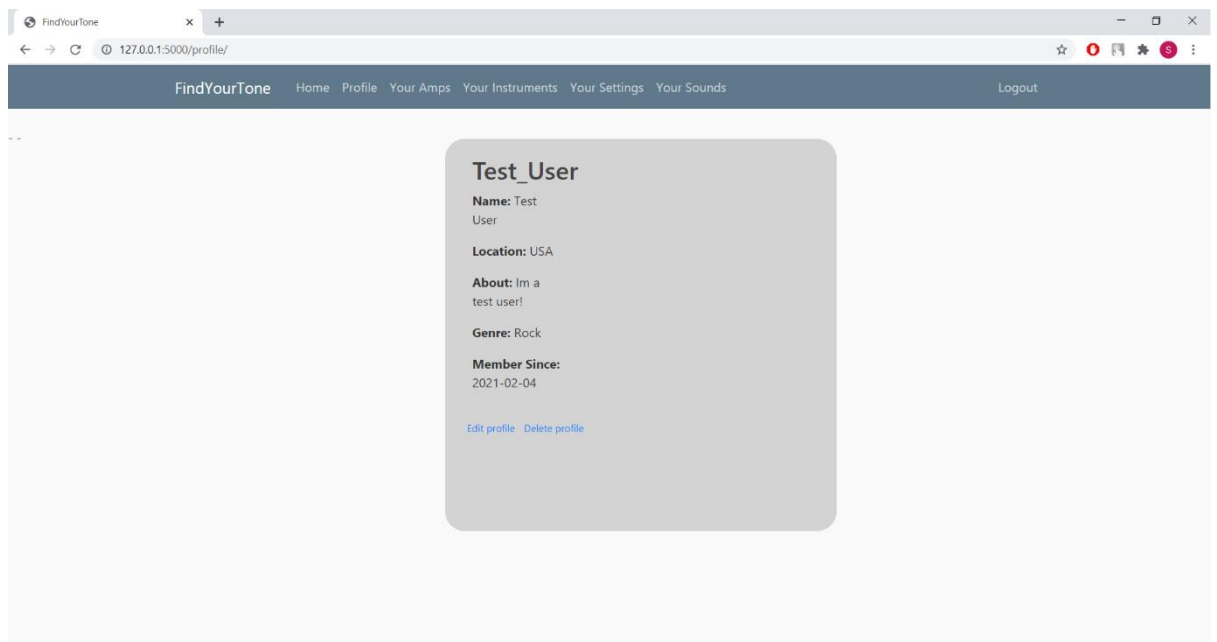 FindYourTone
127.0.0.1:5000/profile/
S
FindYourTone Home Profile Your Amps Your Instruments Your Settings Your Sounds Logout
- -
Test_User
Name: Test
User
Location: USA
About: Im a
test user!
Genre: Rock
Member Since:
2021-02-04
Edit profile Delete profile